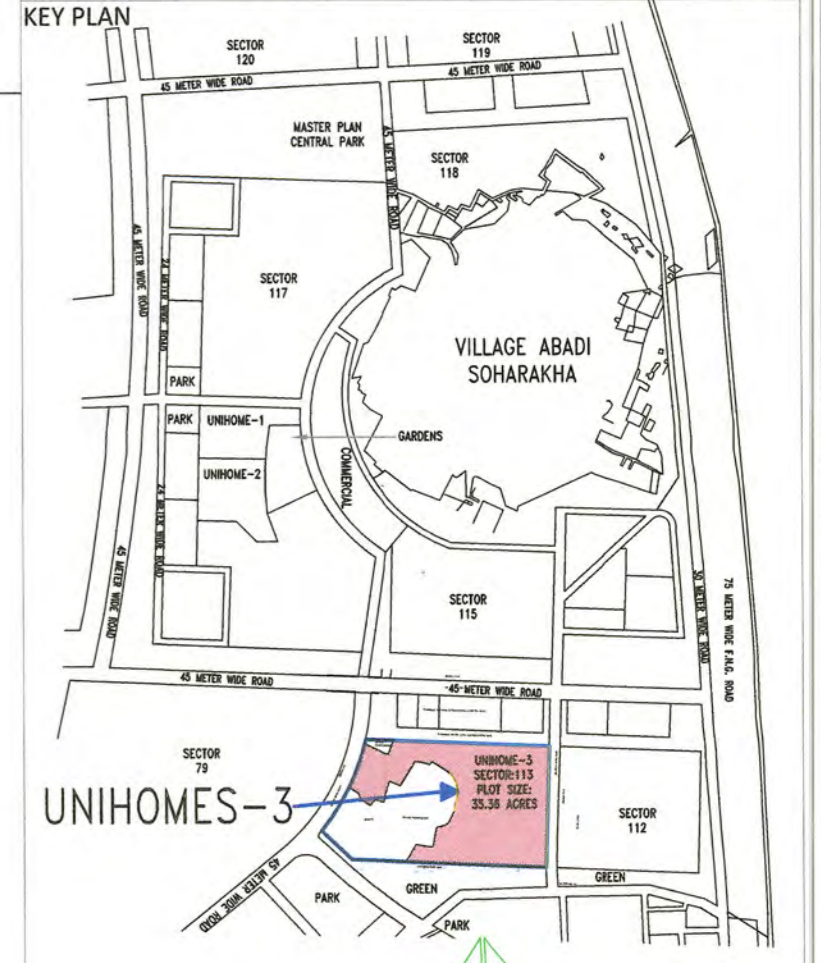 KEY PLAN
SECTOR
120
SECTOR
119
45 METER WIDE ROAD
45 METER WIDE ROAD
MASTER PLAN
CENTRAL PARK
45 METER WIDE ROAD
SECTOR
118
45 METER WIDE ROAD
24 METER WIDE ROAD
SECTOR
117
VILLAGE ABADI
SOHARAKHA
PARK
PARK
UNIHOME-1
GARDENS
COMMERCIAL
UNIHOME-2
24 METER WIDE ROAD
45 METER WIDE ROAD
SECTOR
115
30 METER WIDE ROAD
75 METER WIDE F.N.G. ROAD
45 METER WIDE ROAD
45 METER WIDE ROAD
SECTOR
79
UNIHOME-3
SECTOR:113
PLOT SIZE:
35.36 ACRES
UNIHOMES-3
SECTOR
112
45 METER WIDE ROAD
PARK
GREEN
GREEN
PARK